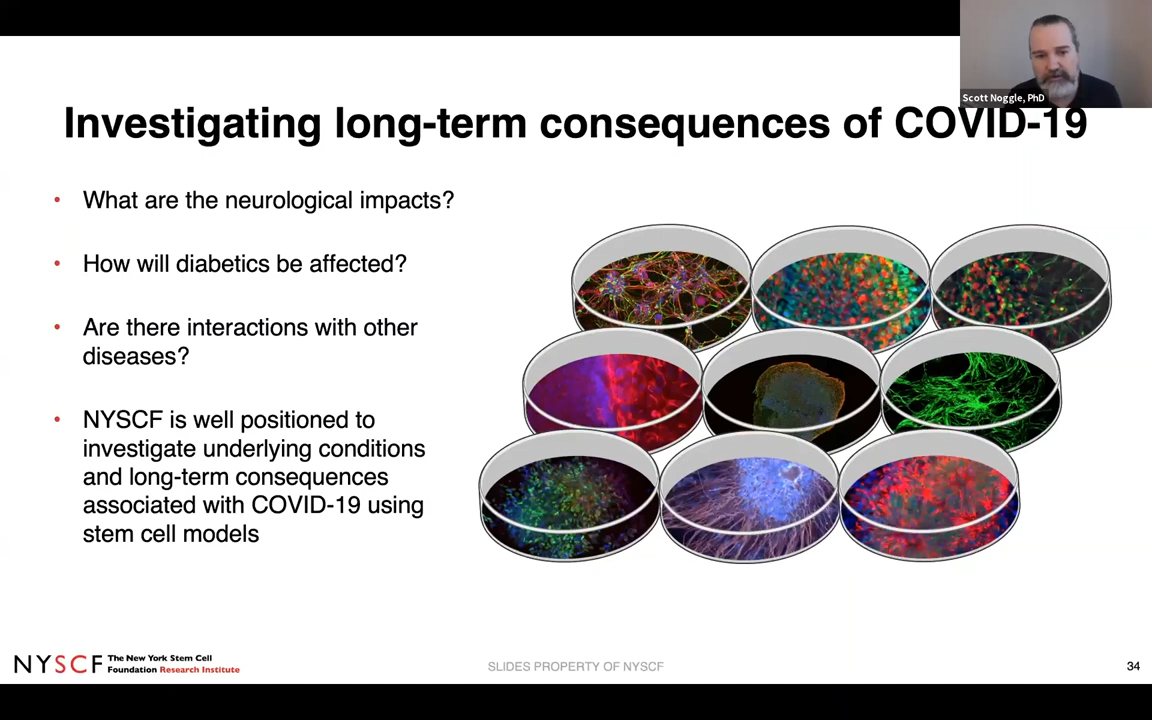 Scott Noggle, PhD
Investigating long-term consequences of COVID-19
• What are the neurological impacts?
• How will diabetics be affected?
• Are there interactions with other
diseases?
• NYSCF is well positioned to
investigate underlying conditions
and long-term consequences
associated with COVID-19 using
stem cell models
NYSCF The New York Stem Cell
Foundation Research Institute
SLIDES PROPERTY OF NYSCF
34